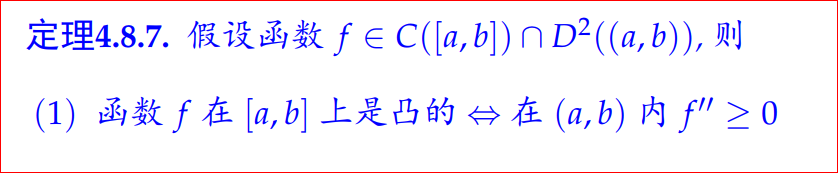 定理4.8.7. 假设函数 f ∈ C([a,b]) ∩ D²((a,b)), 则
(1) 函数 f 在 [a,b] 上是凸的 ⇔ 在 (a,b) 内 f″ ≥ 0